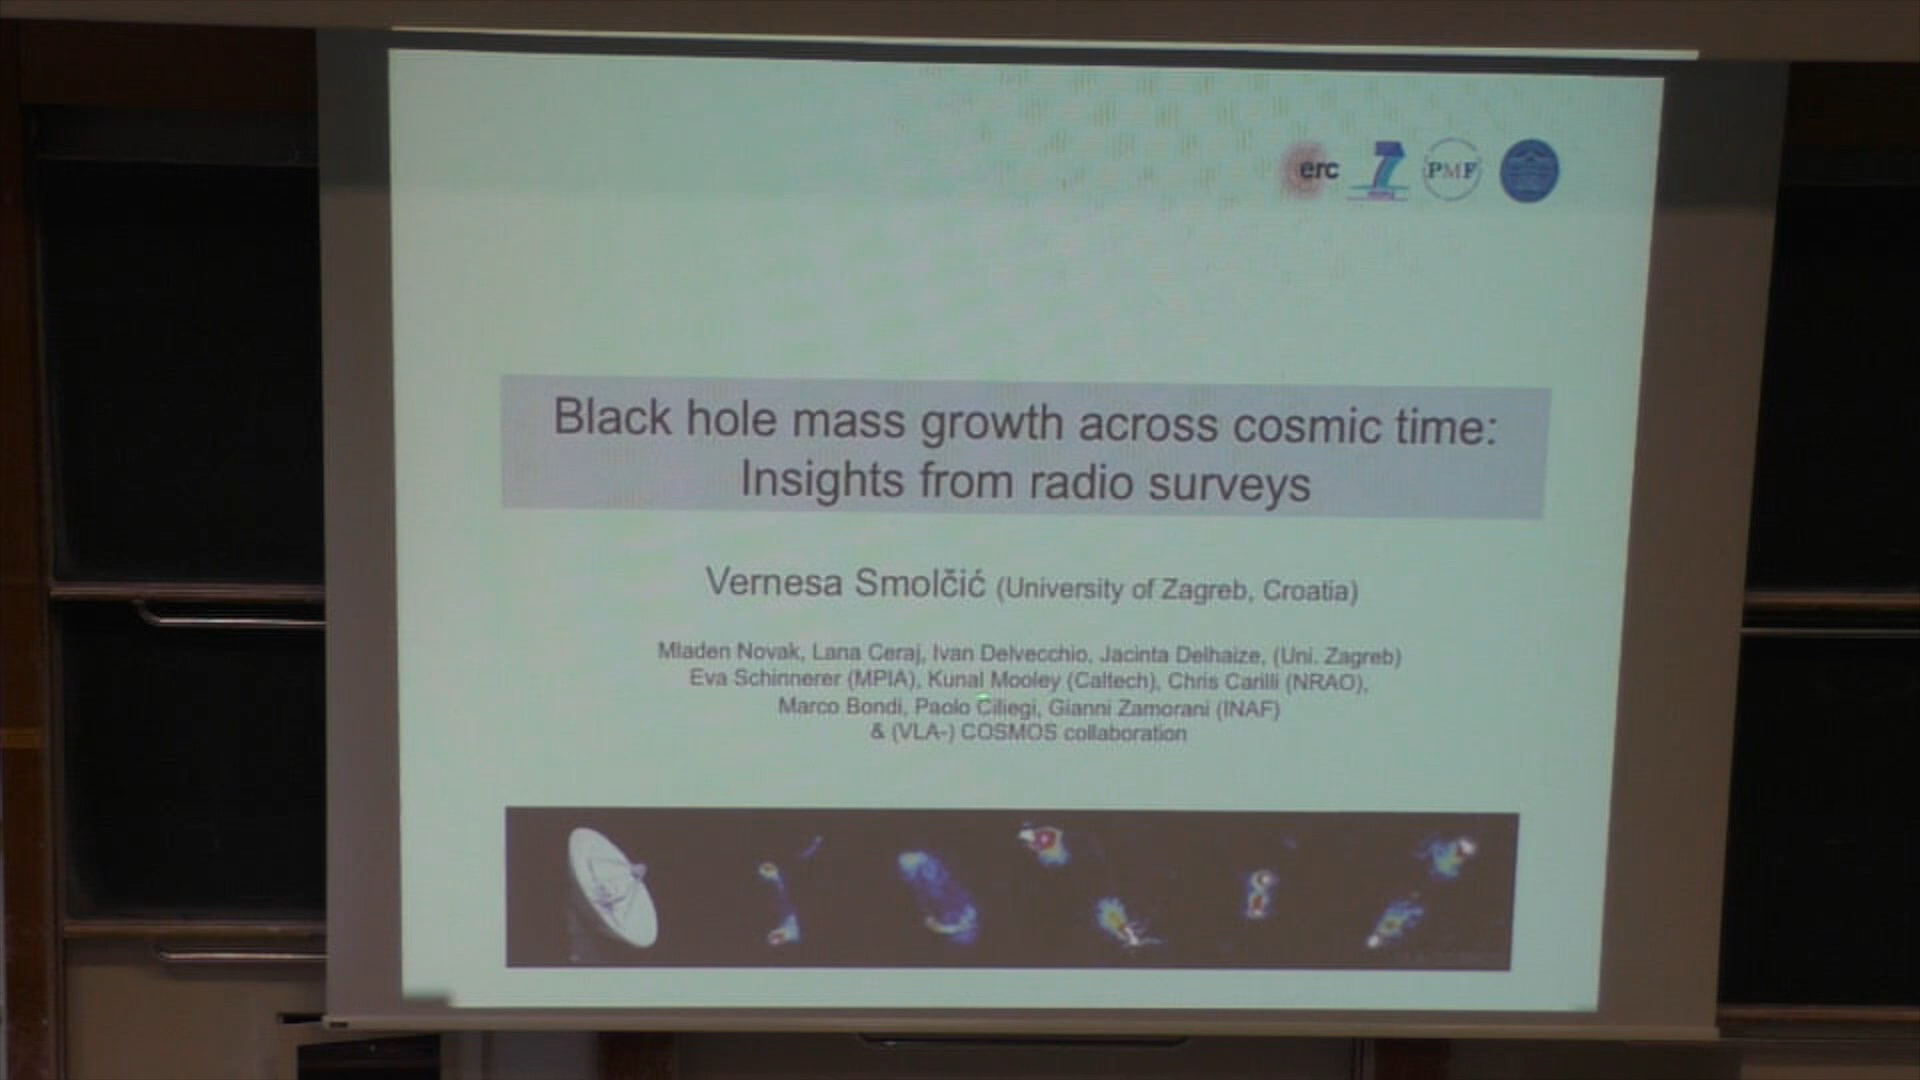 erc
7
PMF
Black hole mass growth across cosmic time:
Insights from radio surveys
Vernesa Smolčić (University of Zagreb, Croatia)
Mladen Novak, Lana Ceraj, Ivan Delvecchio, Jacinta Delhaize, (Uni. Zagreb)
Eva Schinnerer (MPIA), Kunal Mooley (Caltech), Chris Carilli (NRAO),
Marco Bondi, Paolo Ciliegi, Gianni Zamorani (INAF)
& (VLA-) COSMOS collaboration